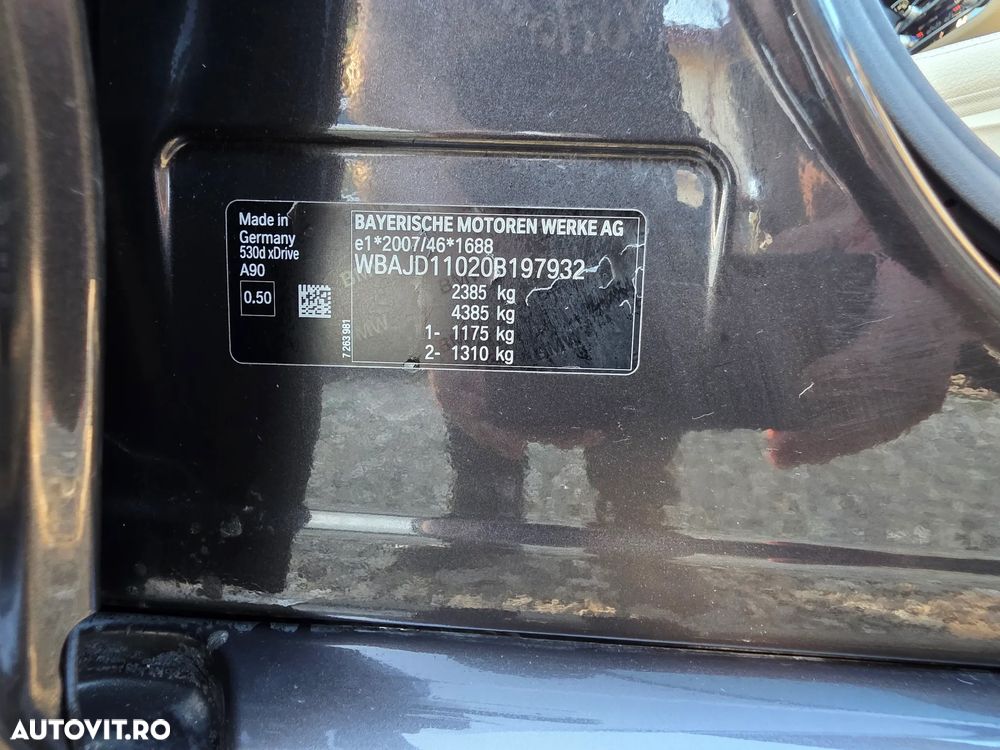 Made in
Germany
530d xDrive
A90
0.50
7 263 981
BAYERISCHE MOTOREN WERKE AG
e1*2007/46*1688
WBAJD11020B197932
2385 kg
4385 kg
1- 1175 kg
2- 1310 kg
AUTOVIT.RO